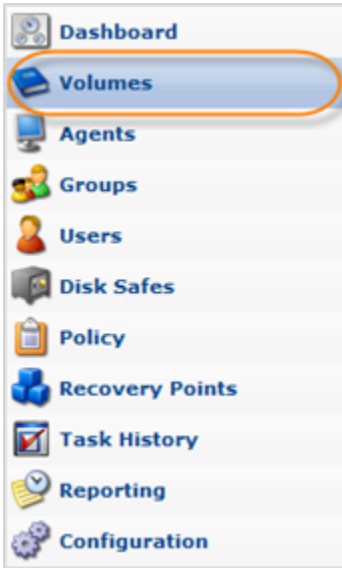 Dashboard
Volumes
Agents
Groups
Users
Disk Safes
Policy
Recovery Points
Task History
Reporting
Configuration